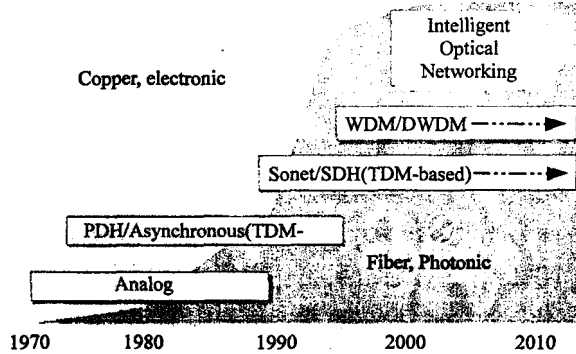 Intelligent
Optical
Networking
Copper, electronic
WDM/DWDM
Sonet/SDH(TDM-based)
PDH/Asynchronous(TDM-
Fiber, Photonic
Analog
1970 1980 1990 2000 2010